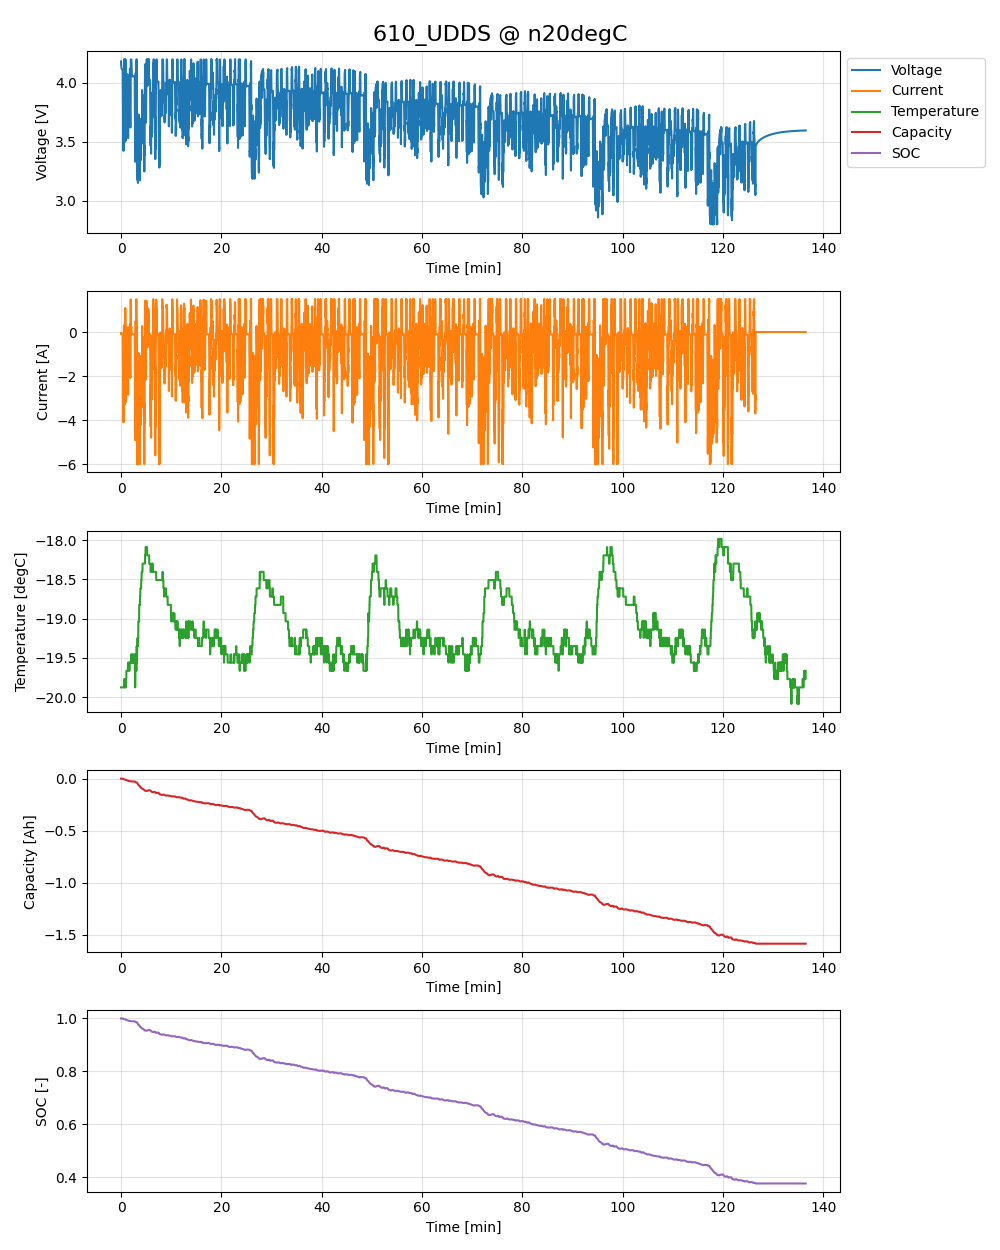 610_UDDS @ n20degC
Voltage
Current
Temperature
Capacity
SOC
4.0
3.5
3.0
Voltage [V]
0 20 40 60 80 100 120 140
Time [min]
0
−2
−4
−6
Current [A]
0 20 40 60 80 100 120 140
Time [min]
−18.0
−18.5
−19.0
−19.5
−20.0
Temperature [degC]
0 20 40 60 80 100 120 140
Time [min]
0.0
−0.5
−1.0
−1.5
Capacity [Ah]
0 20 40 60 80 100 120 140
Time [min]
1.0
0.8
0.6
0.4
SOC [-]
0 20 40 60 80 100 120 140
Time [min]